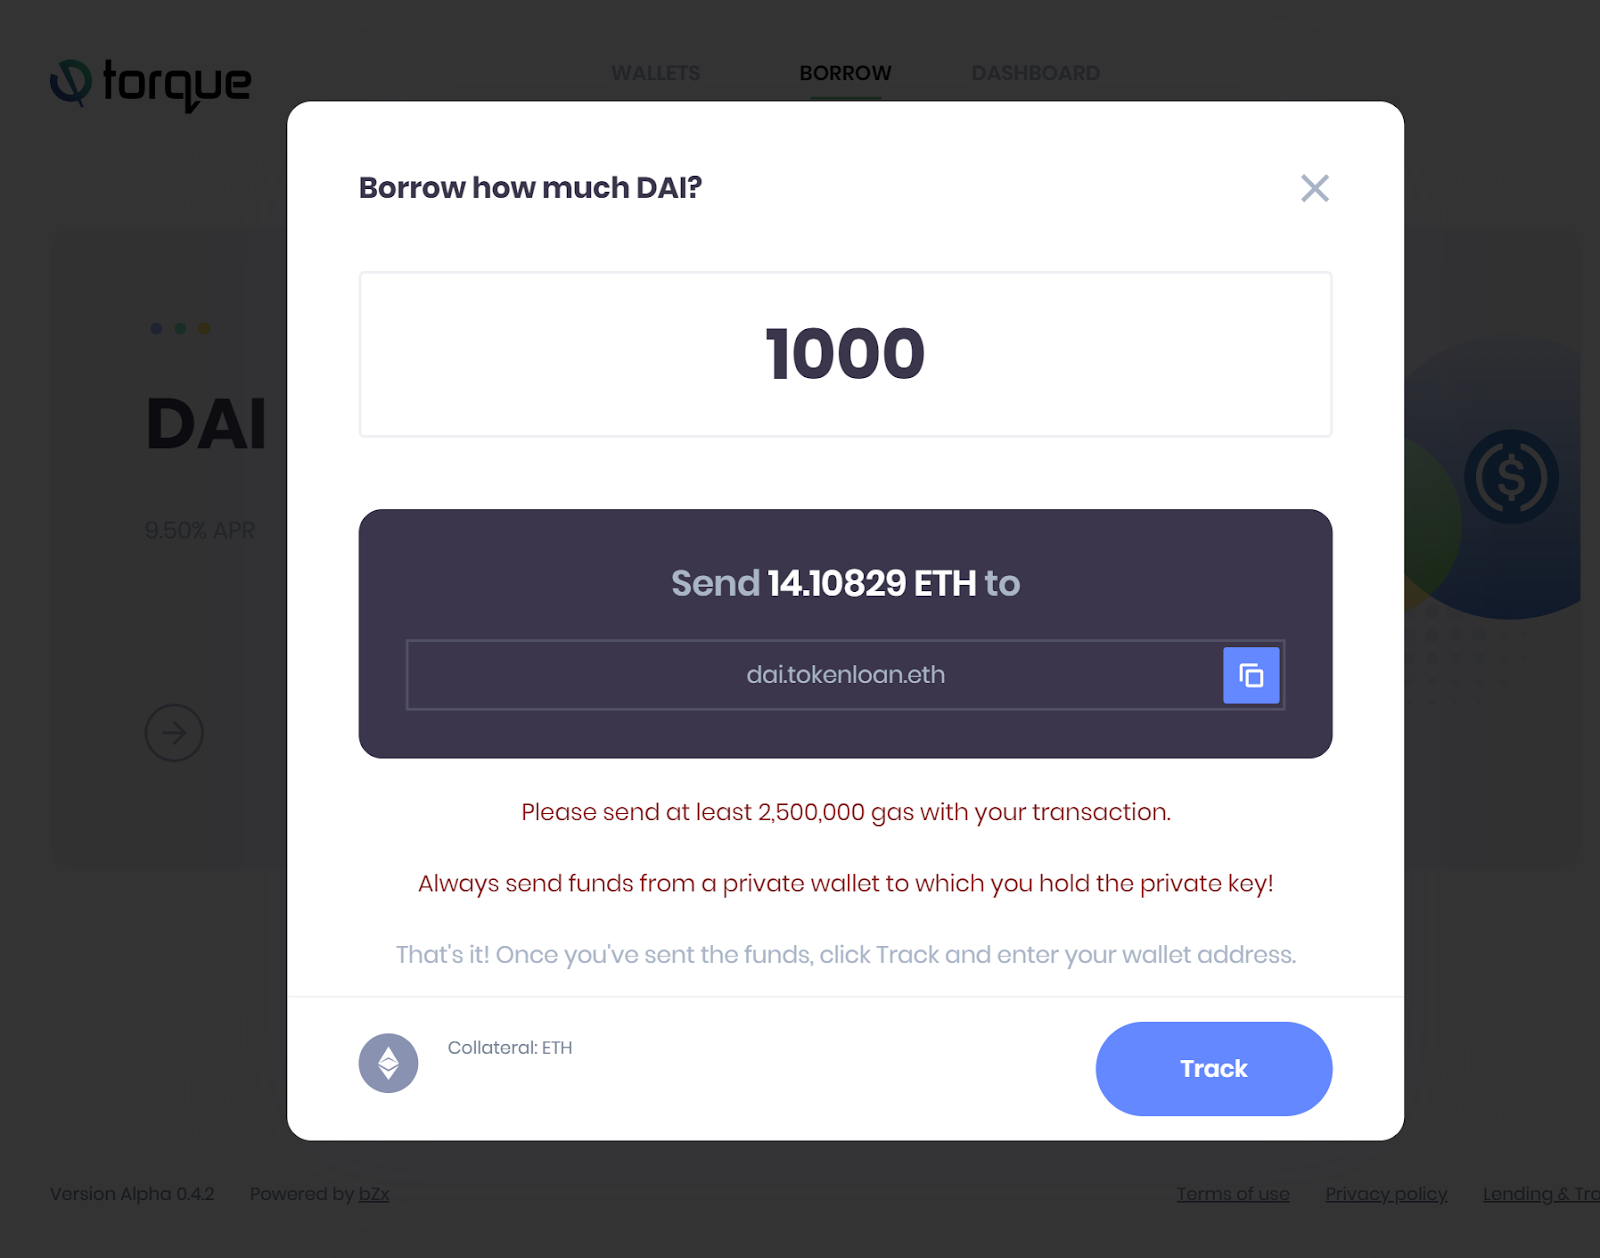 torque
WALLETS
BORROW
DASHBOARD
Borrow how much DAI?
1000
DAI
9.50% APR
Send 14.10829 ETH to
dai.tokenloan.eth
Please send at least 2,500,000 gas with your transaction.
Always send funds from a private wallet to which you hold the private key!
That's it! Once you've sent the funds, click Track and enter your wallet address.
Collateral: ETH
Track
Version Alpha 0.4.2
Powered by bZx
Terms of use
Privacy policy
Lending & Tra